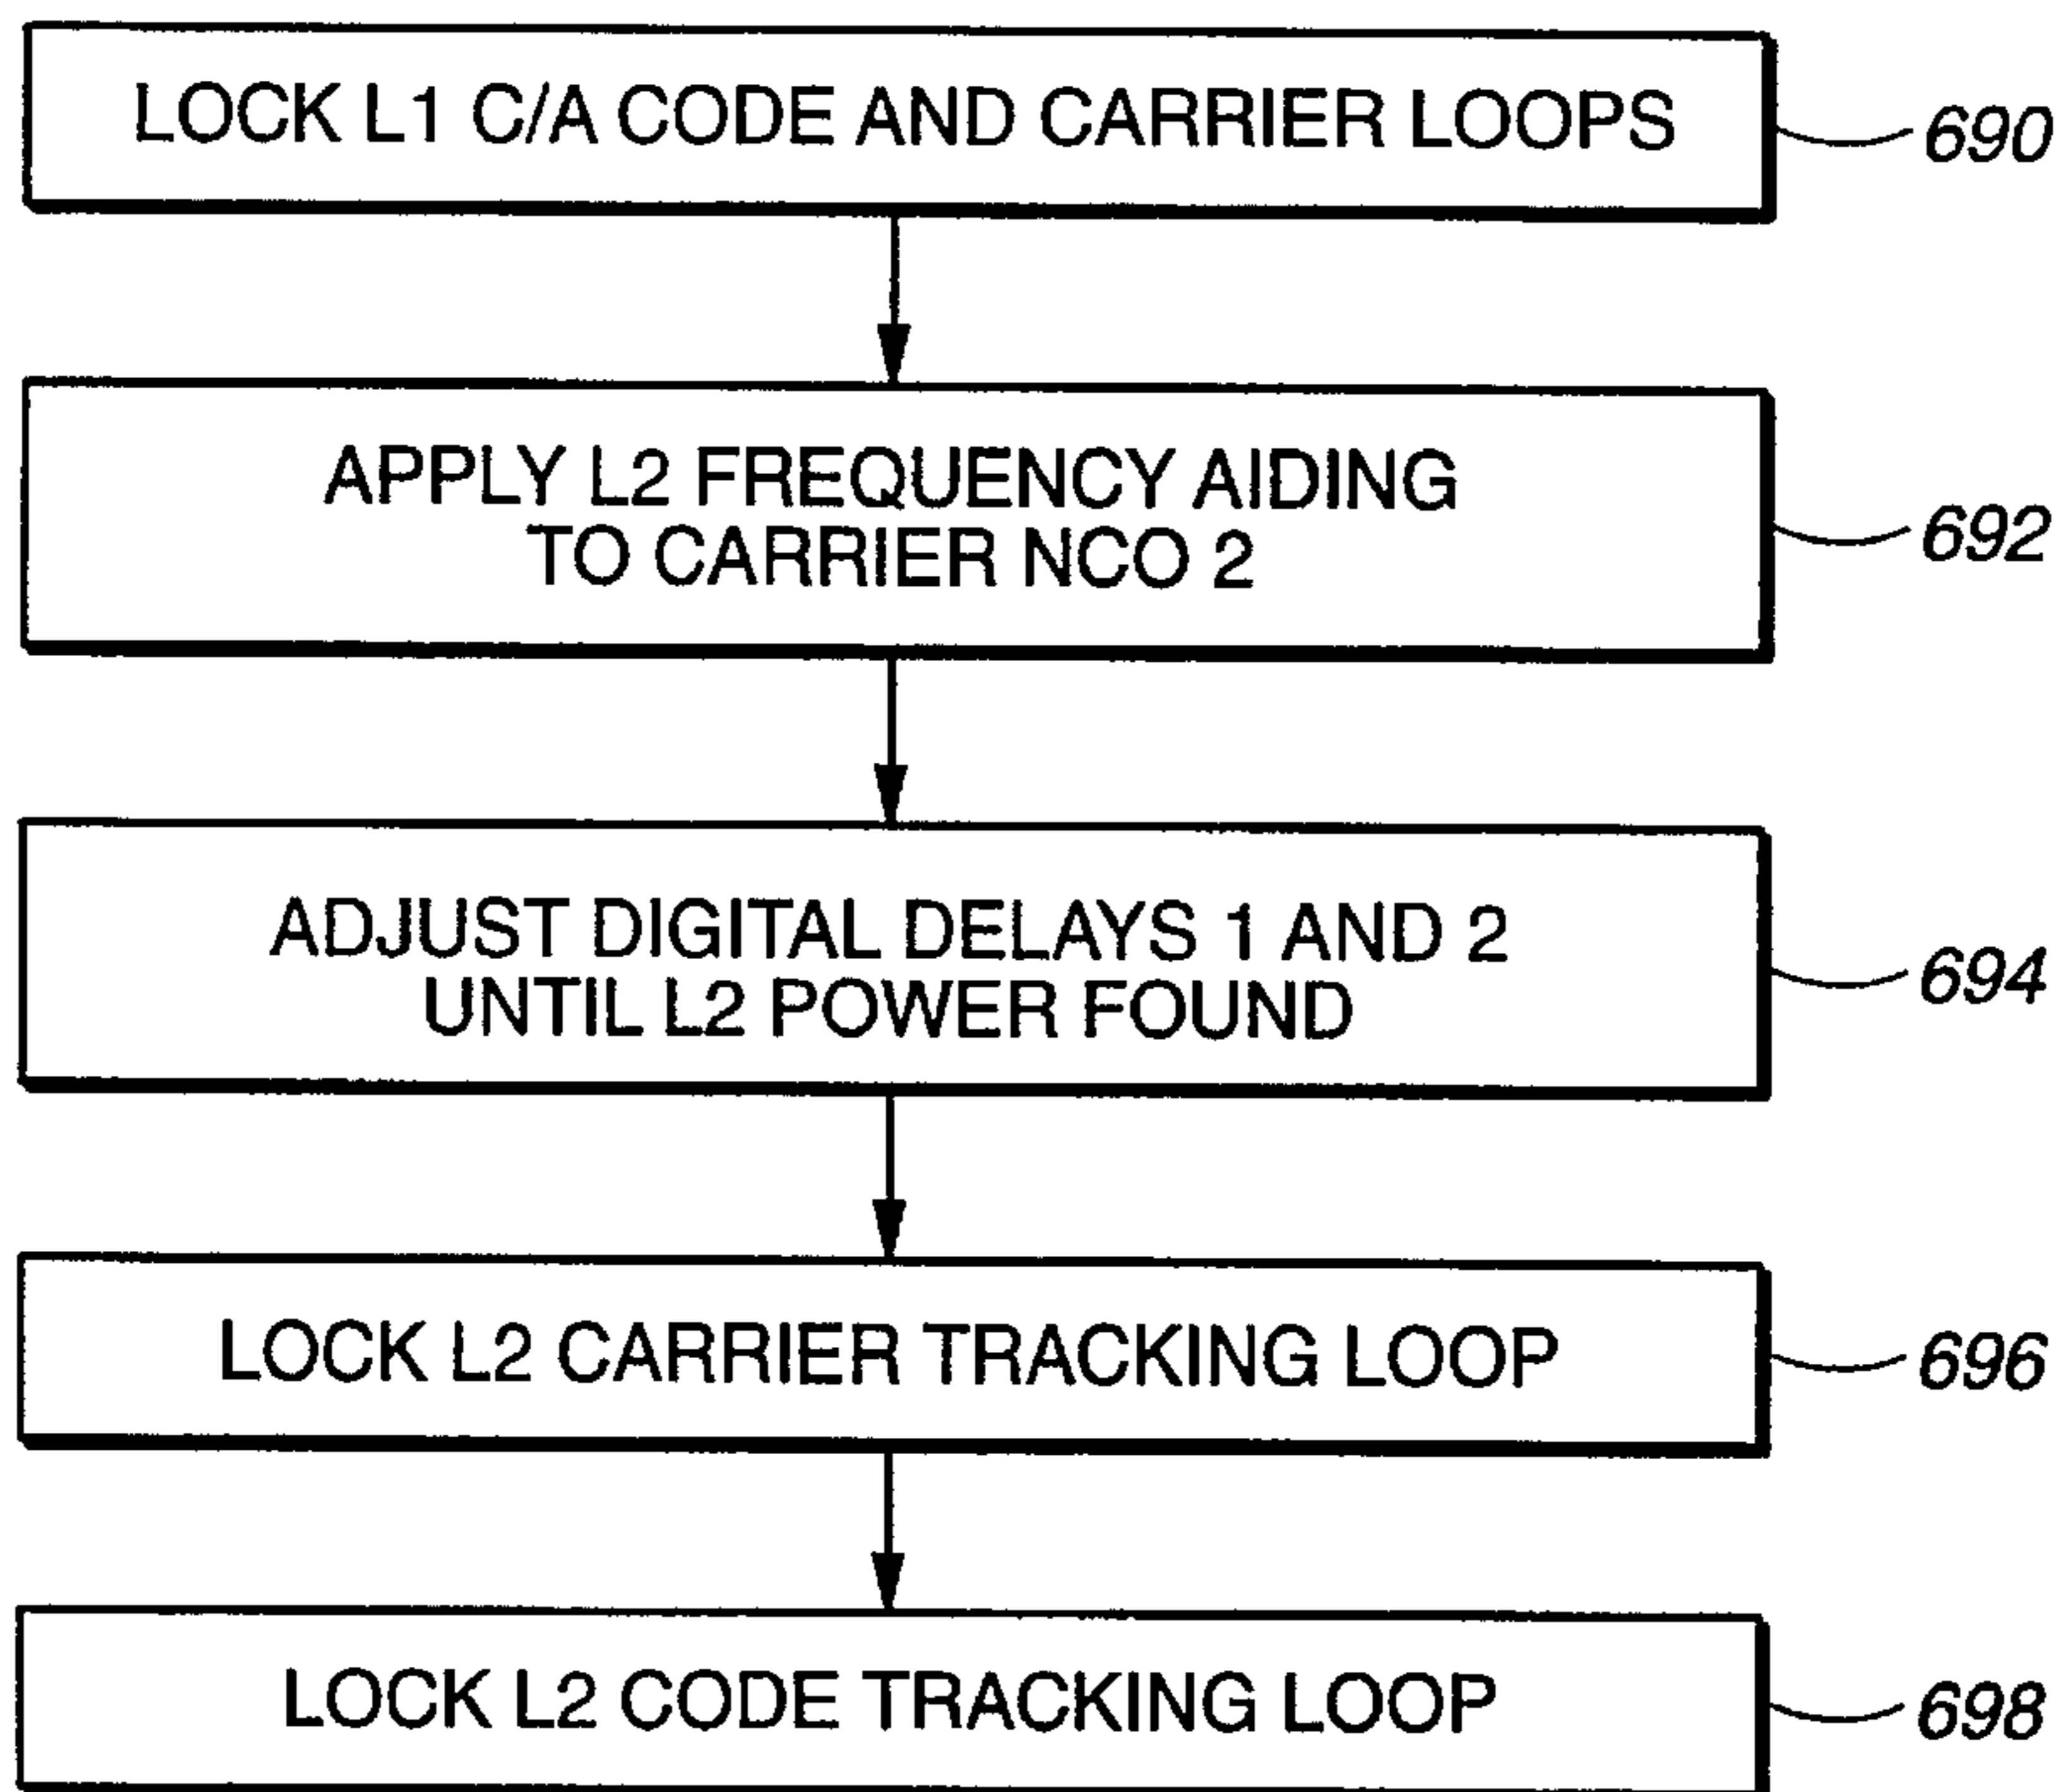 LOCK L1 C/A CODE AND CARRIER LOOPS
690
APPLY L2 FREQUENCY AIDING
TO CARRIER NCO 2
692
ADJUST DIGITAL DELAYS 1 AND 2
UNTIL L2 POWER FOUND
694
LOCK L2 CARRIER TRACKING LOOP
696
LOCK L2 CODE TRACKING LOOP
698